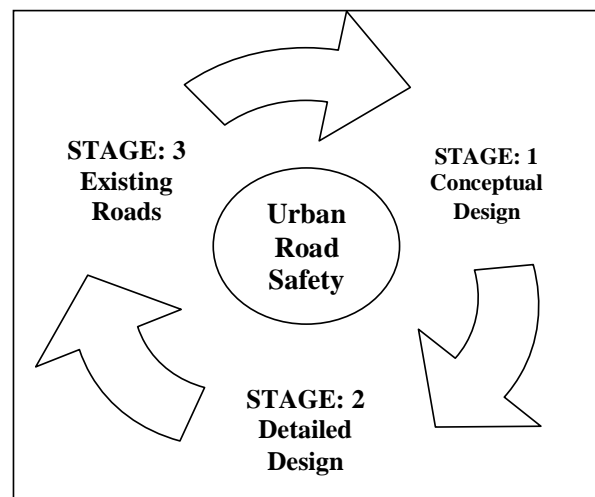 STAGE: 3
Existing
Roads
STAGE: 1
Conceptual
Design
Urban
Road
Safety
STAGE: 2
Detailed
Design